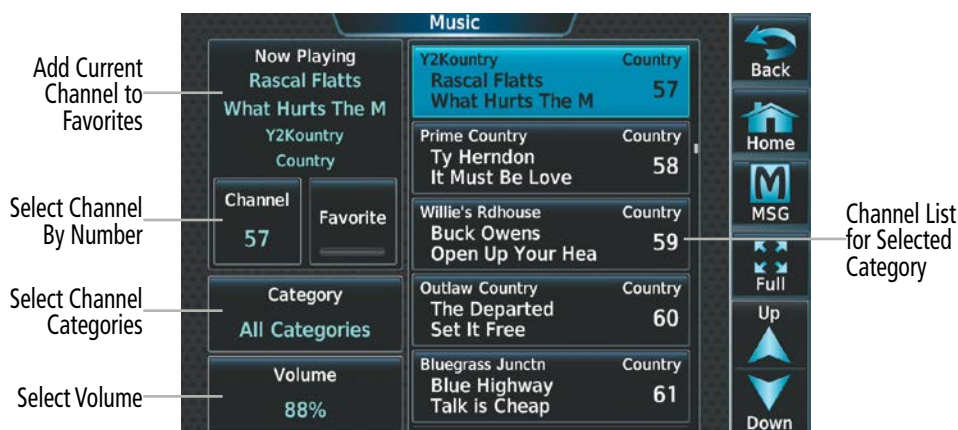 Music
Add Current
Channel to
Favorites
Select Channel
By Number
Select Channel
Categories
Select Volume
Now Playing
Rascal Flatts
What Hurts The M
Y2Kountry
Country
Channel
57
Favorite
Category
All Categories
Volume
88%
Y2Kountry Country
Rascal Flatts
What Hurts The M
57
Prime Country Country
Ty Herndon
It Must Be Love
58
Willie's Rdhouse Country
Buck Owens
Open Up Your Hea
59
Outlaw Country Country
The Departed
Set It Free
60
Bluegrass Junctn Country
Blue Highway
Talk is Cheap
61
Back
Home
MSG
Full
Up
Down
Channel List
for Selected
Category